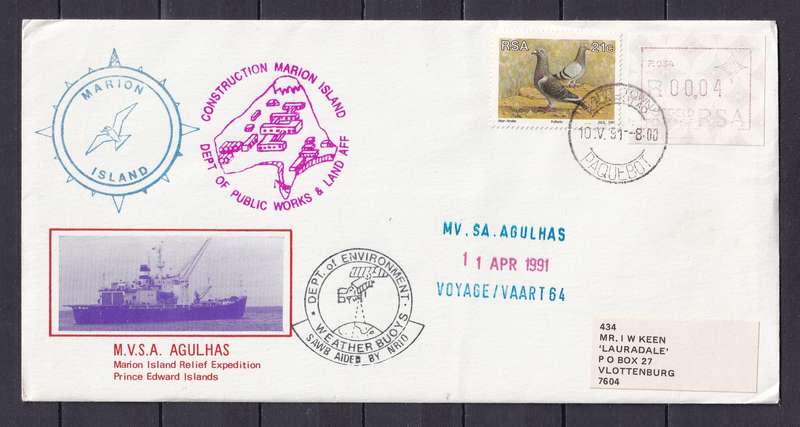 MARION
ISLAND
CONSTRUCTION MARION ISLAND
DEPT OF PUBLIC WORKS & LAND AFF
RSA 21c
R.034
R 00,04
RSA
10.V.91-8.00
PAQUEBOT
MV.SA.AGULHAS
11 APR 1991
VOYAGE/VAART64
DEPT. of ENVIRONMENT
WEATHER BUOYS
SAWB AIDED BY NRIO
M.V.S.A. AGULHAS
Marion Island Relief Expedition
Prince Edward Islands
434
MR. I W KEEN
'LAURADALE'
P O BOX 27
VLOTTENBURG
7604